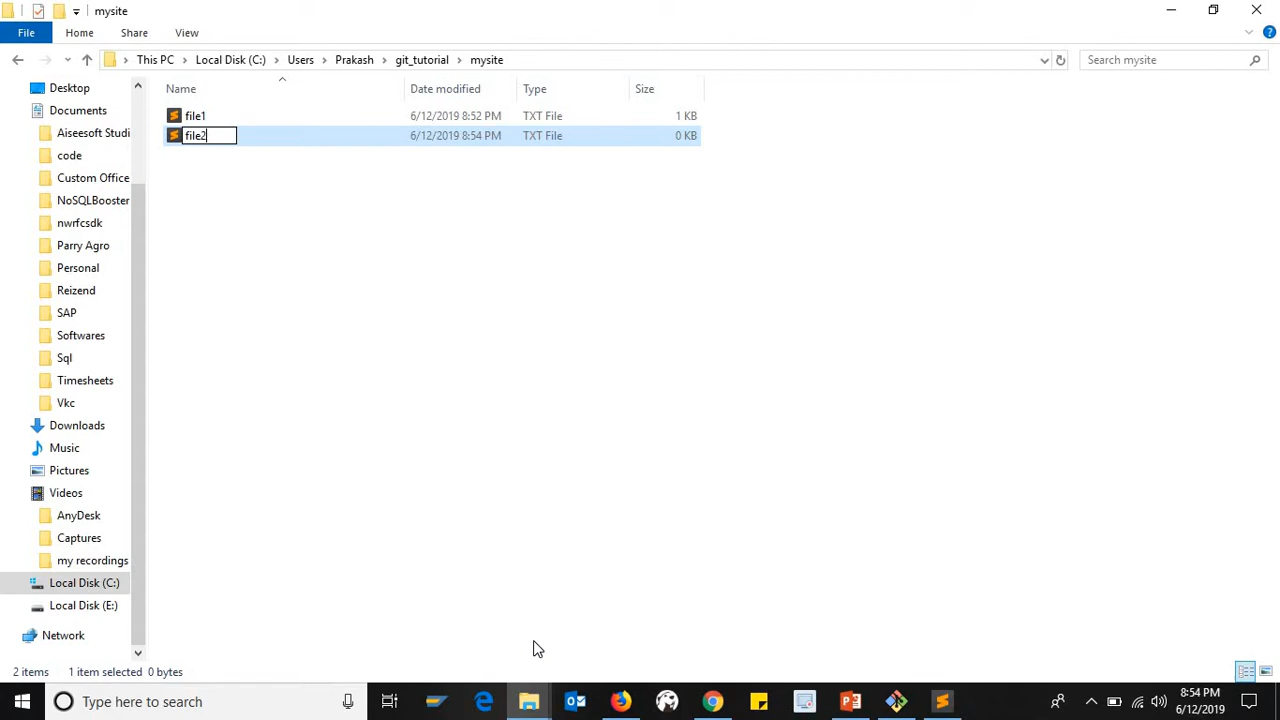 mysite
File Home Share View
This PC Local Disk (C:) Users Prakash git_tutorial mysite Search mysite
Name Date modified Type Size
file1 6/12/2019 8:52 PM TXT File 1 KB
file2 6/12/2019 8:54 PM TXT File 0 KB
Desktop
Documents
Aiseesoft Studi
code
Custom Office
NoSQLBooster
nwrfcsdk
Parry Agro
Personal
Reizend
SAP
Softwares
Sql
Timesheets
Vkc
Downloads
Music
Pictures
Videos
AnyDesk
Captures
my recordings
Local Disk (C:)
Local Disk (E:)
Network
2 items 1 item selected 0 bytes
Type here to search
8:54 PM
6/12/2019